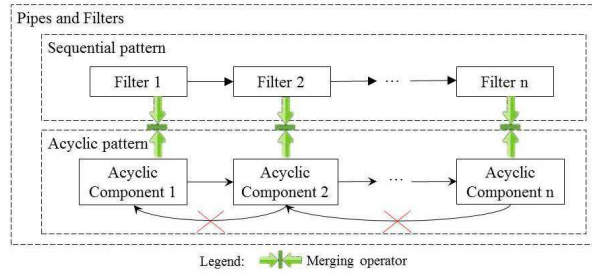 Pipes and Filters
Sequential pattern
Filter 1
Filter 2
...
Filter n
Acyclic pattern
Acyclic
Component 1
Acyclic
Component 2
...
Acyclic
Component n
Legend:
Merging operator